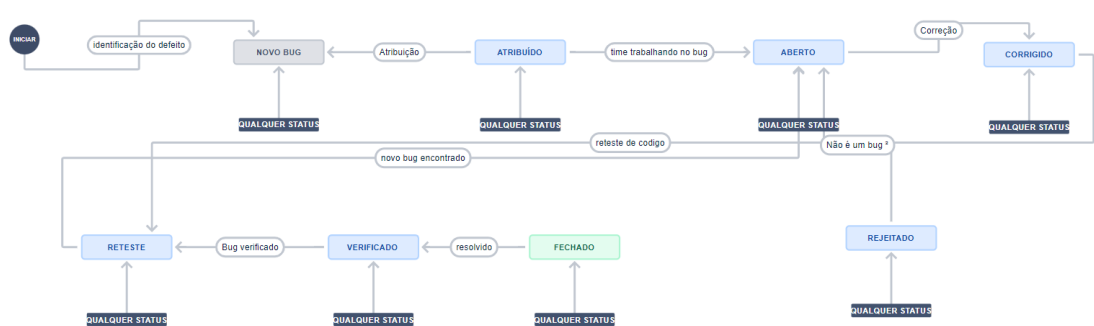 INICIAR
identificação do defeito
NOVO BUG
Atribuição
ATRIBUÍDO
time trabalhando no bug
ABERTO
Correção
CORRIGIDO
QUALQUER STATUS
QUALQUER STATUS
QUALQUER STATUS
QUALQUER STATUS
reteste de codigo
Não è um bug ²
novo bug encontrado
RETESTE
Bug verificado
VERIFICADO
resolvido
FECHADO
REJEITADO
QUALQUER STATUS
QUALQUER STATUS
QUALQUER STATUS
QUALQUER STATUS